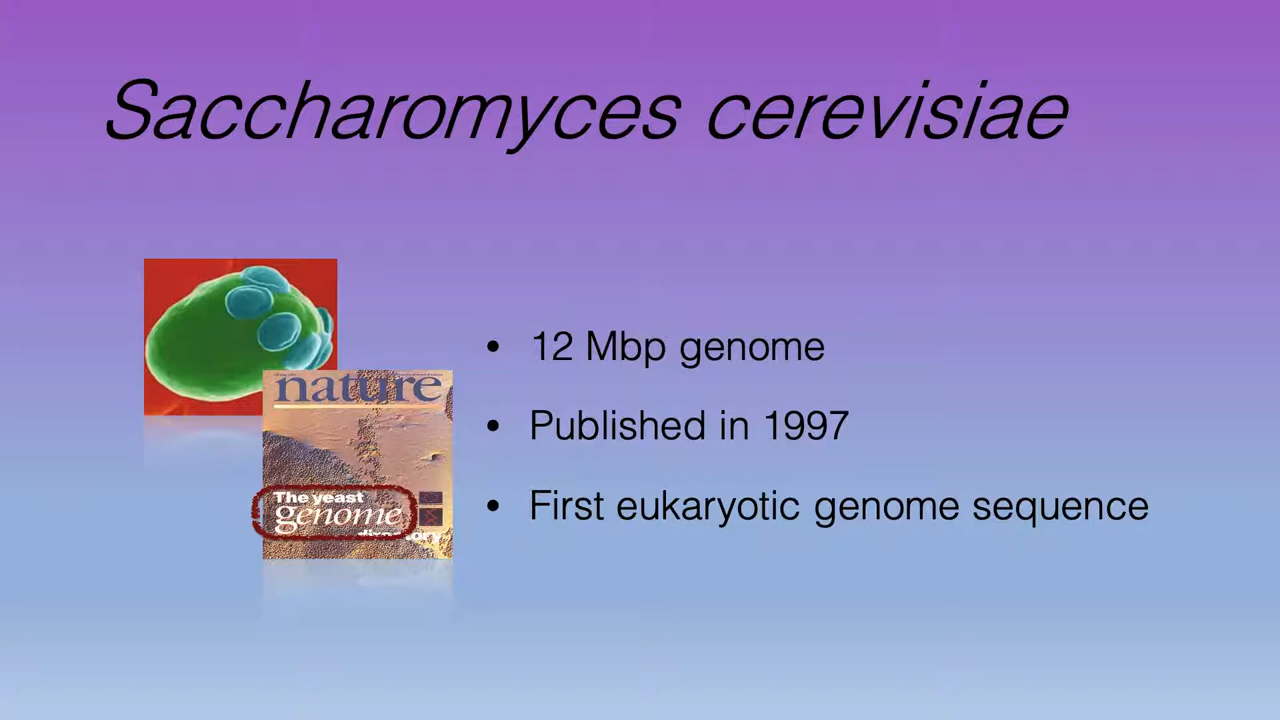 Saccharomyces cerevisiae
• 12 Mbp genome
nature
• Published in 1997
The yeast
genome
• First eukaryotic genome sequence